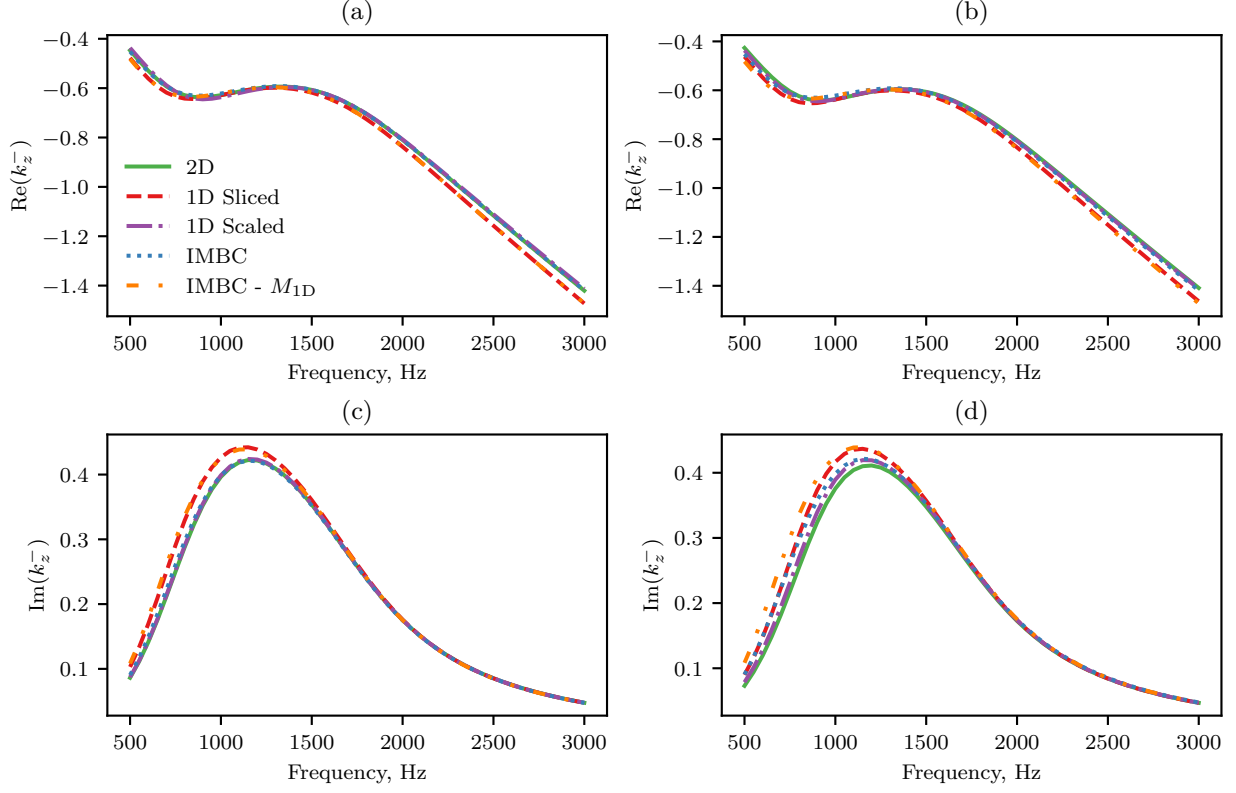 (a)
Re(k_z^-)
−0.4
−0.6
−0.8
−1.0
−1.2
−1.4
2D
1D Sliced
1D Scaled
IMBC
IMBC - M_1D
500 1000 1500 2000 2500 3000
Frequency, Hz
(b)
Re(k_z^-)
−0.4
−0.6
−0.8
−1.0
−1.2
−1.4
500 1000 1500 2000 2500 3000
Frequency, Hz
(c)
Im(k_z^-)
0.4
0.3
0.2
0.1
500 1000 1500 2000 2500 3000
Frequency, Hz
(d)
Im(k_z^-)
0.4
0.3
0.2
0.1
500 1000 1500 2000 2500 3000
Frequency, Hz